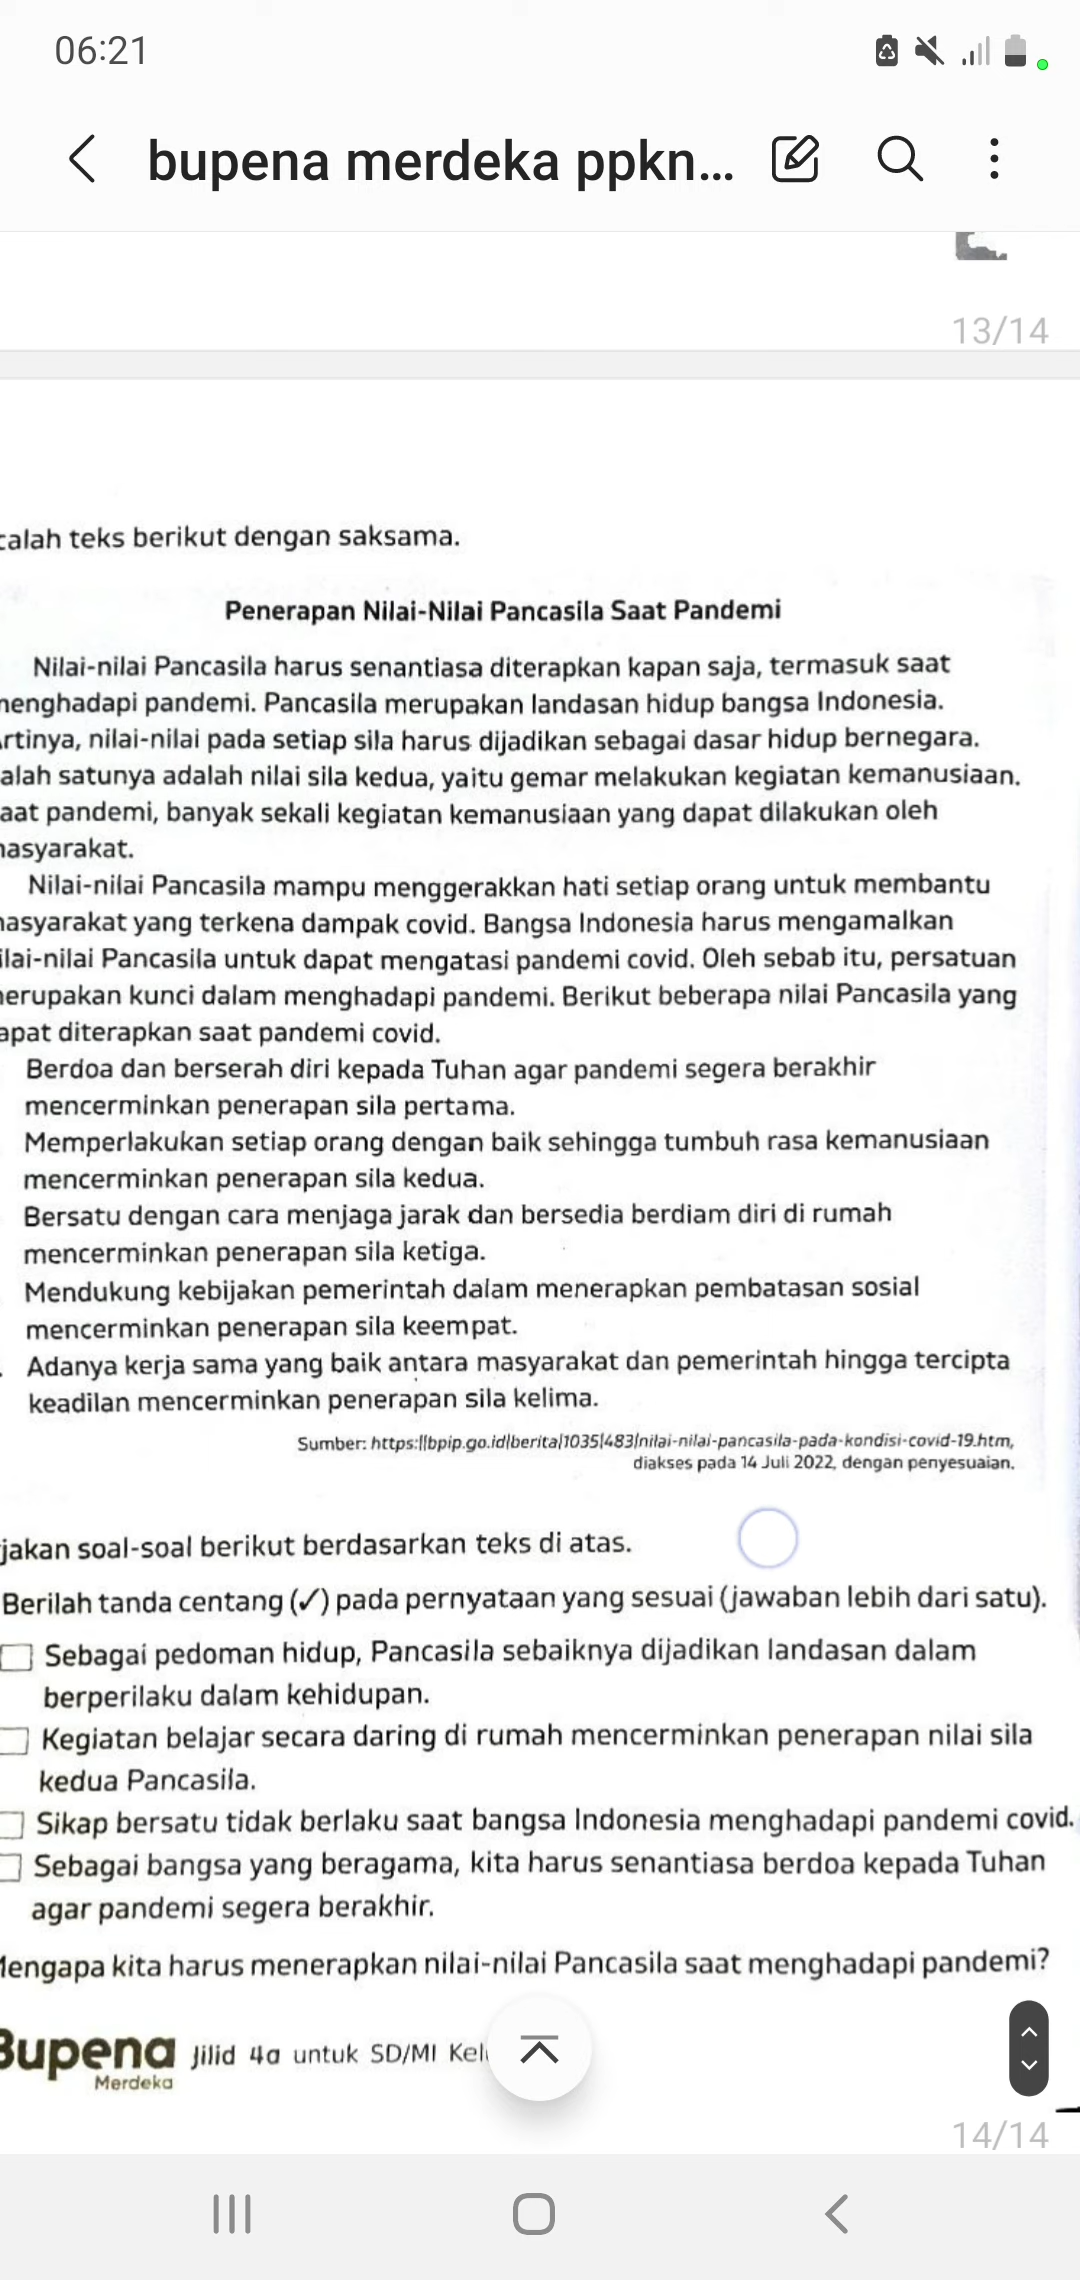 06:21
bupena merdeka ppkn...
13/14
calah teks berikut dengan saksama.
Penerapan Nilai-Nilai Pancasila Saat Pandemi
Nilai-nilai Pancasila harus senantiasa diterapkan kapan saja, termasuk saat
menghadapi pandemi. Pancasila merupakan landasan hidup bangsa Indonesia.
Artinya, nilai-nilai pada setiap sila harus dijadikan sebagai dasar hidup bernegara.
alah satunya adalah nilai sila kedua, yaitu gemar melakukan kegiatan kemanusiaan.
aat pandemi, banyak sekali kegiatan kemanusiaan yang dapat dilakukan oleh
masyarakat.
Nilai-nilai Pancasila mampu menggerakkan hati setiap orang untuk membantu
masyarakat yang terkena dampak covid. Bangsa Indonesia harus mengamalkan
ilai-nilai Pancasila untuk dapat mengatasi pandemi covid. Oleh sebab itu, persatuan
merupakan kunci dalam menghadapi pandemi. Berikut beberapa nilai Pancasila yang
apat diterapkan saat pandemi covid.
Berdoa dan berserah diri kepada Tuhan agar pandemi segera berakhir
mencerminkan penerapan sila pertama.
Memperlakukan setiap orang dengan baik sehingga tumbuh rasa kemanusiaan
mencerminkan penerapan sila kedua.
Bersatu dengan cara menjaga jarak dan bersedia berdiam diri di rumah
mencerminkan penerapan sila ketiga.
Mendukung kebijakan pemerintah dalam menerapkan pembatasan sosial
mencerminkan penerapan sila keempat.
. Adanya kerja sama yang baik antara masyarakat dan pemerintah hingga tercipta
keadilan mencerminkan penerapan sila kelima.
Sumber: https:||bpip.go.id|berita|1035|483|nilai-nilai-pancasila-pada-kondisi-covid-19.htm,
diakses pada 14 Juli 2022, dengan penyesuaian.
jakan soal-soal berikut berdasarkan teks di atas.
Berilah tanda centang (✓) pada pernyataan yang sesuai (jawaban lebih dari satu).
Sebagai pedoman hidup, Pancasila sebaiknya dijadikan landasan dalam
berperilaku dalam kehidupan.
Kegiatan belajar secara daring di rumah mencerminkan penerapan nilai sila
kedua Pancasila.
Sikap bersatu tidak berlaku saat bangsa Indonesia menghadapi pandemi covid.
Sebagai bangsa yang beragama, kita harus senantiasa berdoa kepada Tuhan
agar pandemi segera berakhir.
Mengapa kita harus menerapkan nilai-nilai Pancasila saat menghadapi pandemi?
Bupena Jilid 4a untuk SD/MI Kel
Merdeka
14/14